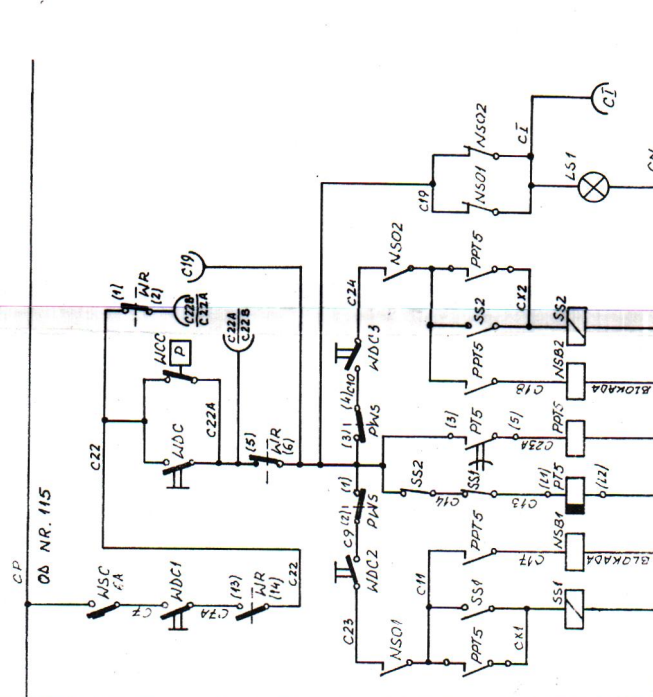 CP
OD NR. 115
WSC
C7
WDC1
C7A
(13)
WR
(14)
C22
C22
(1)
WR
(2)
C22B
C22A
C19
WCC
P
WDC
C22A
C22A
C22B
(5)
WR
(6)
C19
NSO1
NSO2
CI
CI
LS1
C24
NSO2
WDC3
C10
(4)
PWS
(3)
(1)
PWS
(2)
C9
WDC2
C23
NSO1
PPT5
SS2
PPT5
CX2
SS2
NSB2
C18
BLOKADA
(3)
PT5
(5)
C23A
PPT5
SS2
C14
SS1
C13
(L1)
PT5
(L2)
PPT5
C17
NSB1
BLOKADA
C11
SS1
PPT5
CX1
SS1